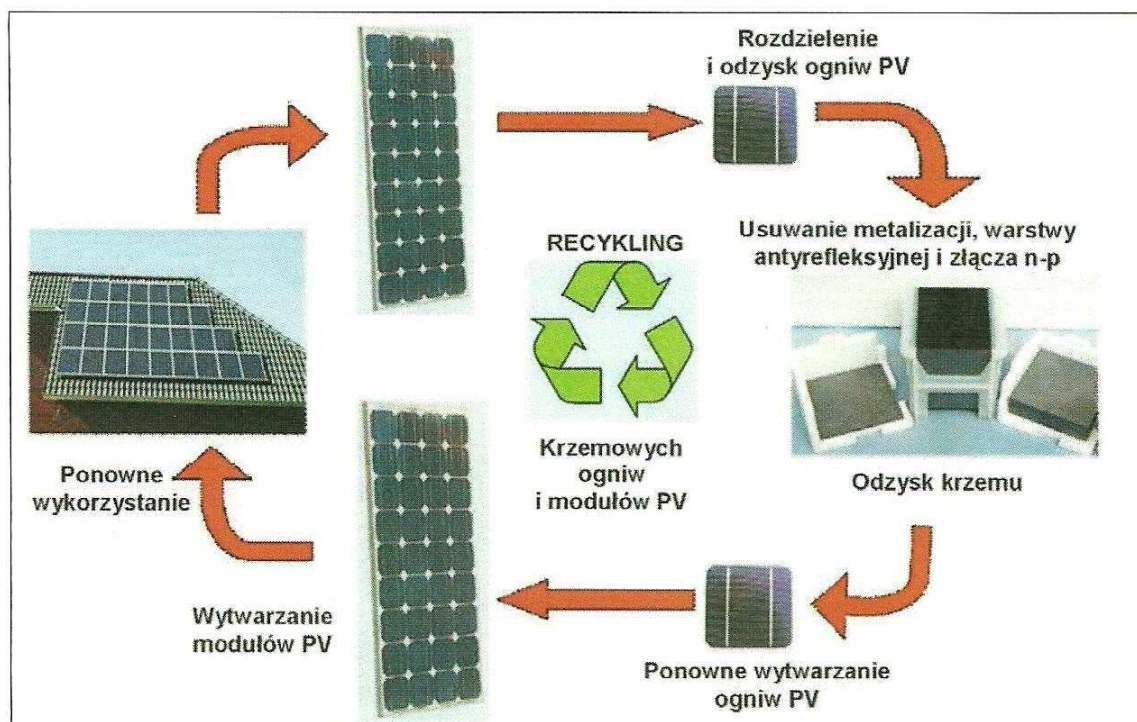 Rozdzielenie
i odzysk ogniw PV
Usuwanie metalizacji, warstwy
antyrefleksyjnej i złącza n-p
RECYKLING
Krzemowych
ogniw
i modułów PV
Odzysk krzemu
Ponowne
wykorzystanie
Wytwarzanie
modułów PV
Ponowne wytwarzanie
ogniw PV